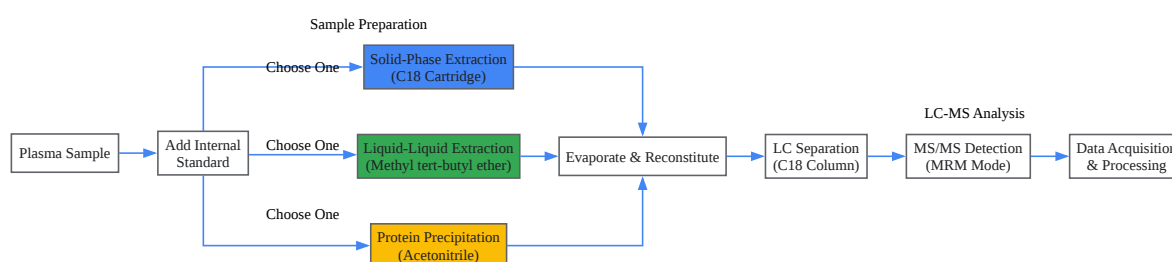 Sample Preparation
Choose One
Solid-Phase Extraction
(C18 Cartridge)
LC-MS Analysis
Plasma Sample
Add Internal
Standard
Choose One
Liquid-Liquid Extraction
(Methyl tert-butyl ether)
Evaporate & Reconstitute
LC Separation
(C18 Column)
MS/MS Detection
(MRM Mode)
Data Acquisition
& Processing
Choose One
Protein Precipitation
(Acetonitrile)